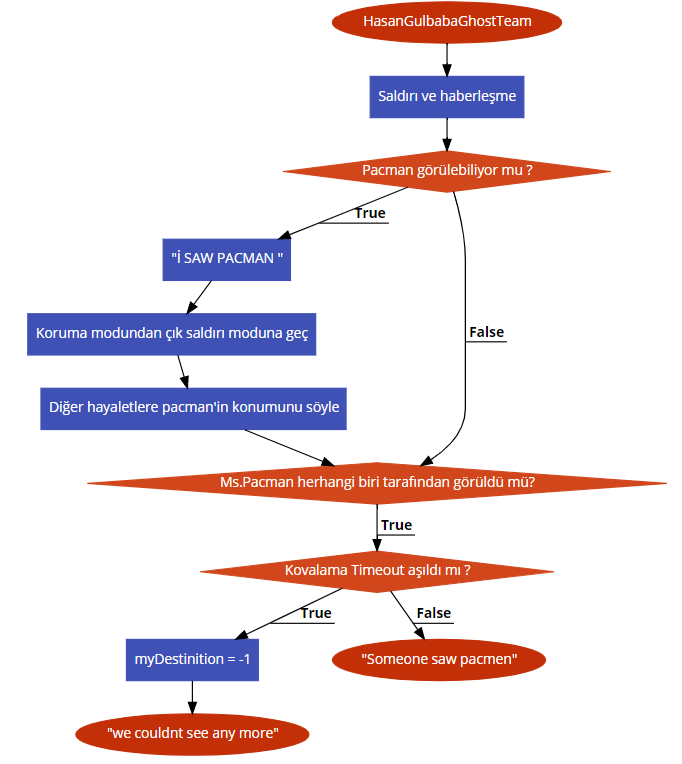 HasanGulbabaGhostTeam
Saldırı ve haberleşme
Pacman görülebiliyor mu ?
True
"İ SAW PACMAN "
Koruma modundan çık saldırı moduna geç
False
Diğer hayaletlere pacman'in konumunu söyle
Ms.Pacman herhangi biri tarafından görüldü mü?
True
Kovalama Timeout aşıldı mı ?
True
False
myDestinition = -1
"Someone saw pacmen"
"we couldnt see any more"